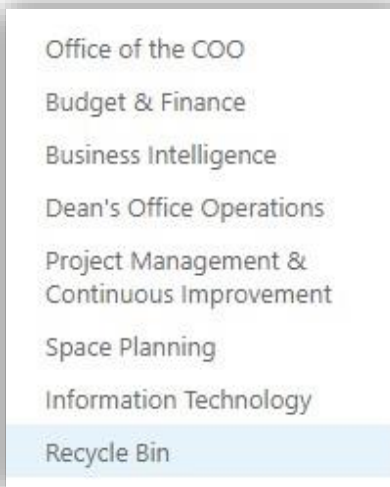 Office of the COO
Budget & Finance
Business Intelligence
Dean's Office Operations
Project Management &
Continuous Improvement
Space Planning
Information Technology
Recycle Bin